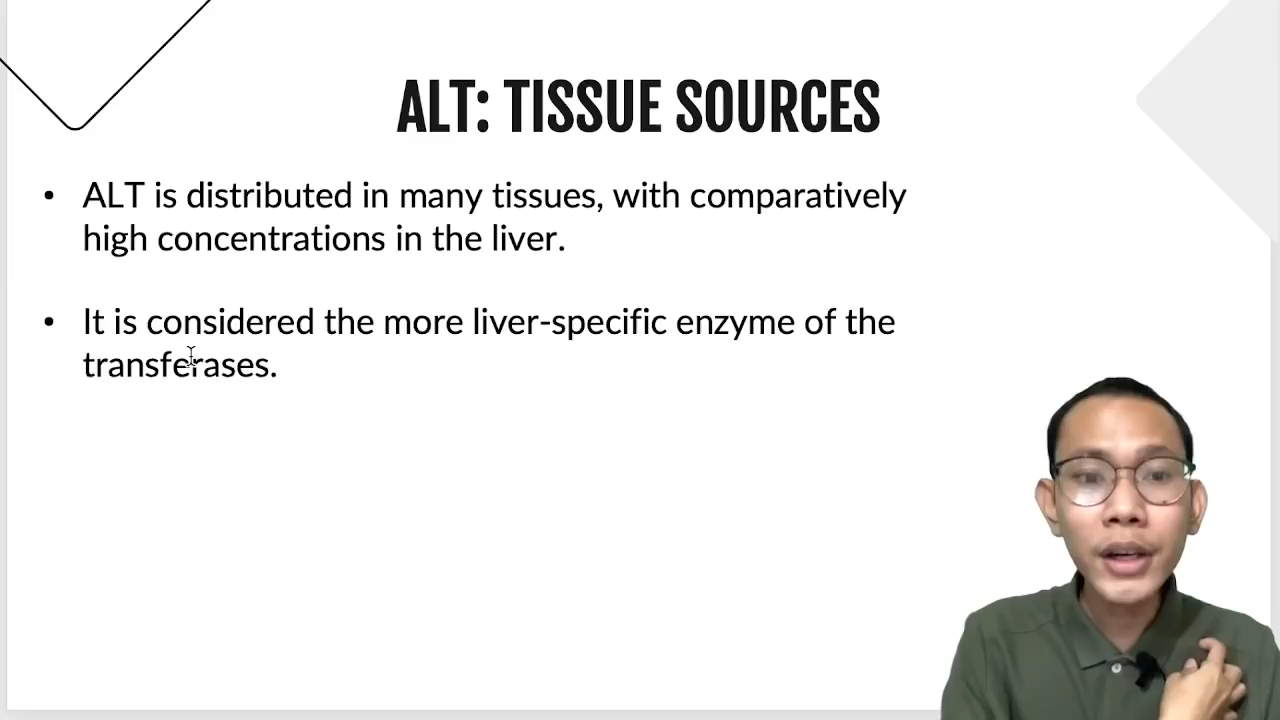 ALT: TISSUE SOURCES
• ALT is distributed in many tissues, with comparatively
high concentrations in the liver.
• It is considered the more liver-specific enzyme of the
transferases.